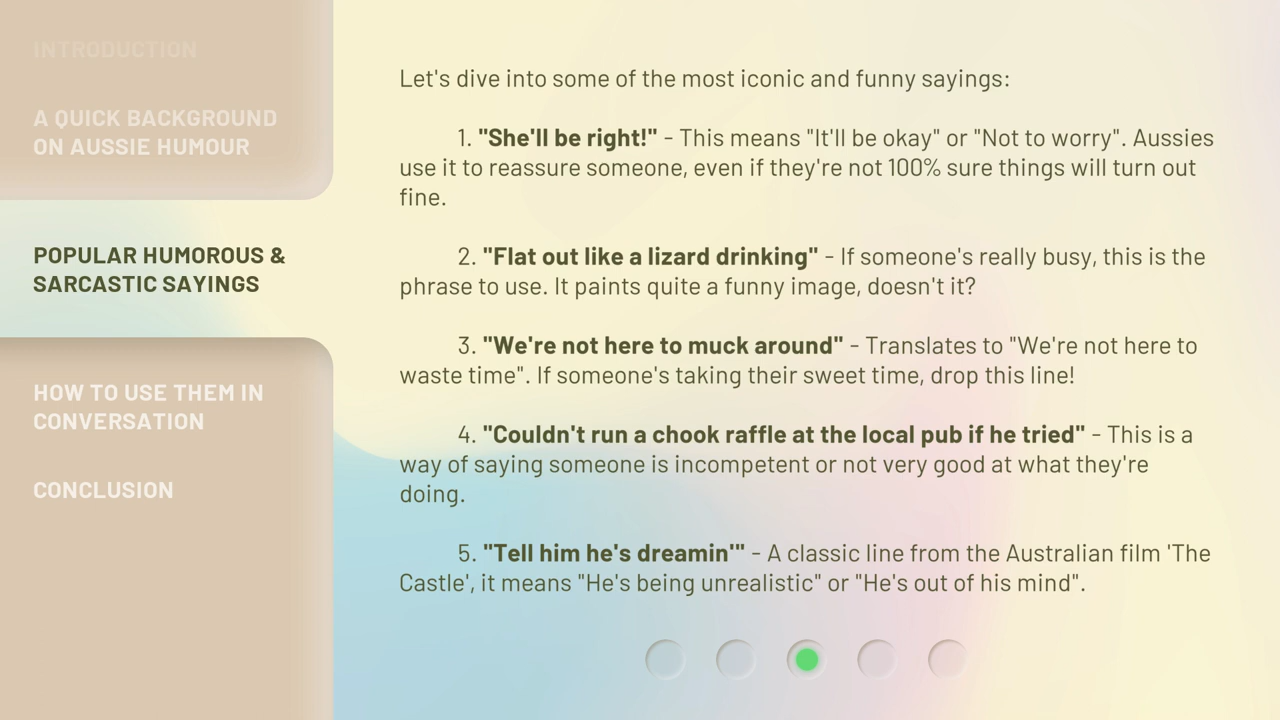 INTRODUCTION
A QUICK BACKGROUND
ON AUSSIE HUMOUR
POPULAR HUMOROUS &
SARCASTIC SAYINGS
HOW TO USE THEM IN
CONVERSATION
CONCLUSION
Let's dive into some of the most iconic and funny sayings:
1. "She'll be right!" - This means "It'll be okay" or "Not to worry". Aussies
use it to reassure someone, even if they're not 100% sure things will turn out
fine.
2. "Flat out like a lizard drinking" - If someone's really busy, this is the
phrase to use. It paints quite a funny image, doesn't it?
3. "We're not here to muck around" - Translates to "We're not here to
waste time". If someone's taking their sweet time, drop this line!
4. "Couldn't run a chook raffle at the local pub if he tried" - This is a
way of saying someone is incompetent or not very good at what they're
doing.
5. "Tell him he's dreamin'" - A classic line from the Australian film 'The
Castle', it means "He's being unrealistic" or "He's out of his mind".